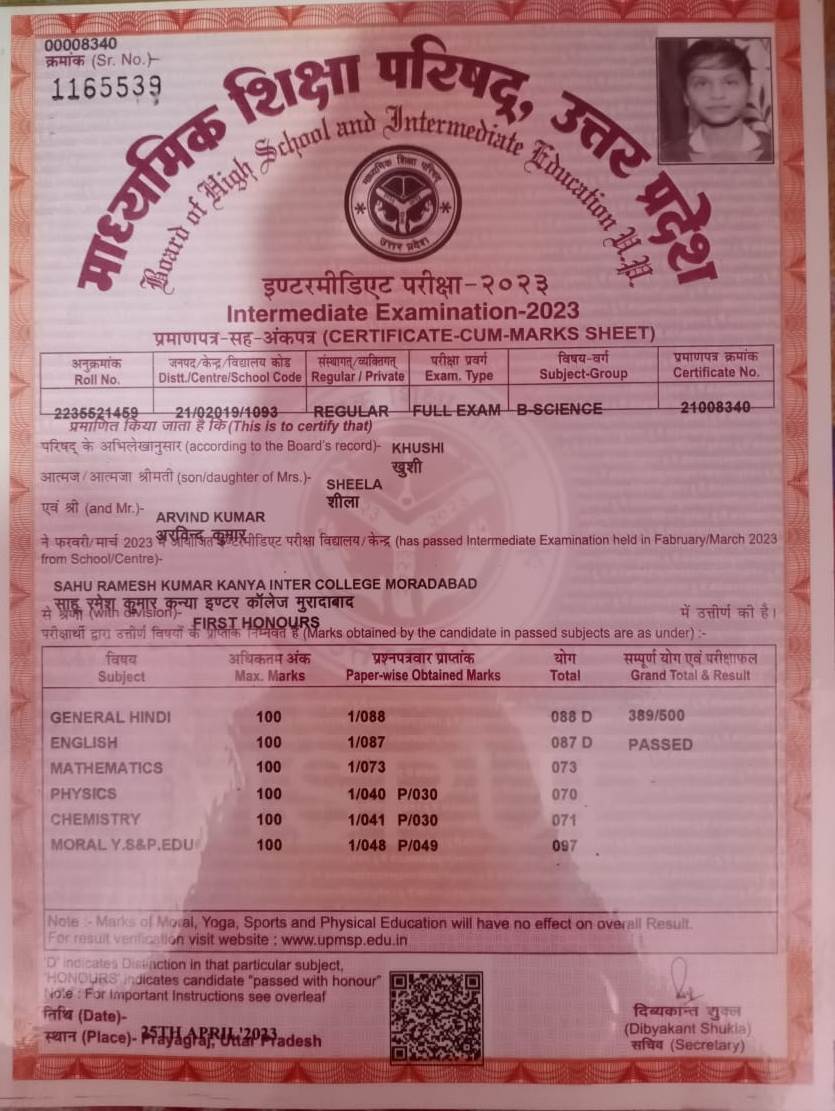 00008340
क्रमांक (Sr. No.)-
1165539
माध्यमिक शिक्षा परिषद्, उत्तर प्रदेश
Board of High School and Intermediate Education U.P.
माध्यमिक शिक्षा परिषद
उत्तर प्रदेश
इण्टरमीडिएट परीक्षा-२०२३
Intermediate Examination-2023
प्रमाणपत्र-सह-अंकपत्र (CERTIFICATE-CUM-MARKS SHEET)
अनुक्रमांक जनपद/केन्द्र/विद्यालय कोड संस्थागत/व्यक्तिगत परीक्षा प्रवर्ग विषय-वर्ग प्रमाणपत्र क्रमांक
Roll No. Distt./Centre/School Code Regular / Private Exam. Type Subject-Group Certificate No.
2235521459 21/02019/1093 REGULAR FULL EXAM B-SCIENCE 21008340
प्रमाणित किया जाता है कि (This is to certify that)
परिषद् के अभिलेखानुसार (according to the Board's record)- KHUSHI
खुशी
आत्मज/आत्मजा श्रीमती (son/daughter of Mrs.)- SHEELA
शीला
एवं श्री (and Mr.)- ARVIND KUMAR
अरविन्द कुमार
ने फरवरी/मार्च 2023 में आयोजित इण्टरमीडिएट परीक्षा विद्यालय/केन्द्र (has passed Intermediate Examination held in Fabruary/March 2023
from School/Centre)-
SAHU RAMESH KUMAR KANYA INTER COLLEGE MORADABAD
साहू रमेश कुमार कन्या इण्टर कॉलेज मुरादाबाद
से श्रेणी (with division)- FIRST HONOURS में उत्तीर्ण की है।
परीक्षार्थी द्वारा उत्तीर्ण विषयों के प्राप्तांक निम्नवत हैं (Marks obtained by the candidate in passed subjects are as under) :-
विषय अधिकतम अंक प्रश्नपत्रवार प्राप्तांक योग सम्पूर्ण योग एवं परीक्षाफल
Subject Max. Marks Paper-wise Obtained Marks Total Grand Total & Result
GENERAL HINDI 100 1/088 088 D 389/500
ENGLISH 100 1/087 087 D PASSED
MATHEMATICS 100 1/073 073
PHYSICS 100 1/040 P/030 070
CHEMISTRY 100 1/041 P/030 071
MORAL Y.S&P.EDU 100 1/048 P/049 097
Note :- Marks of Moral, Yoga, Sports and Physical Education will have no effect on overall Result.
For result verification visit website : www.upmsp.edu.in
'D' indicates Distinction in that particular subject,
'HONOURS' indicates candidate "passed with honour"
Note : For Important Instructions see overleaf
तिथि (Date)- 25TH APRIL'2023
स्थान (Place)- Prayagraj, Uttar Pradesh
दिब्यकान्त शुक्ल
(Dibyakant Shukla)
सचिव (Secretary)